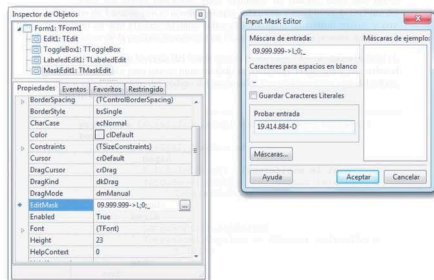 Inspector de Objetos
Form1: TForm1
Edit1: TEdit
ToggleBox1: TToggleBox
LabeledEdit1: TLabeledEdit
MaskEdit1: TMaskEdit
Propiedades Eventos Favoritos Restringido
BorderSpacing (TControlBorderSpacing)
BorderStyle bsSingle
CharCase ecNormal
Color clDefault
Constraints (TSizeConstraints)
Cursor crDefault
DragCursor crDrag
DragKind dkDrag
DragMode dmManual
EditMask 09.999.999->L;0;_ ...
Enabled True
Font (TFont)
Height 23
HelpContext 0
Input Mask Editor
Máscara de entrada:
09.999.999->L;0;_
Caracteres para espacios en blanco
_
Guardar Caracteres Literales
Probar entrada
19.414.884-D
Máscaras...
Máscaras de ejemplo:
Ayuda Aceptar Cancelar